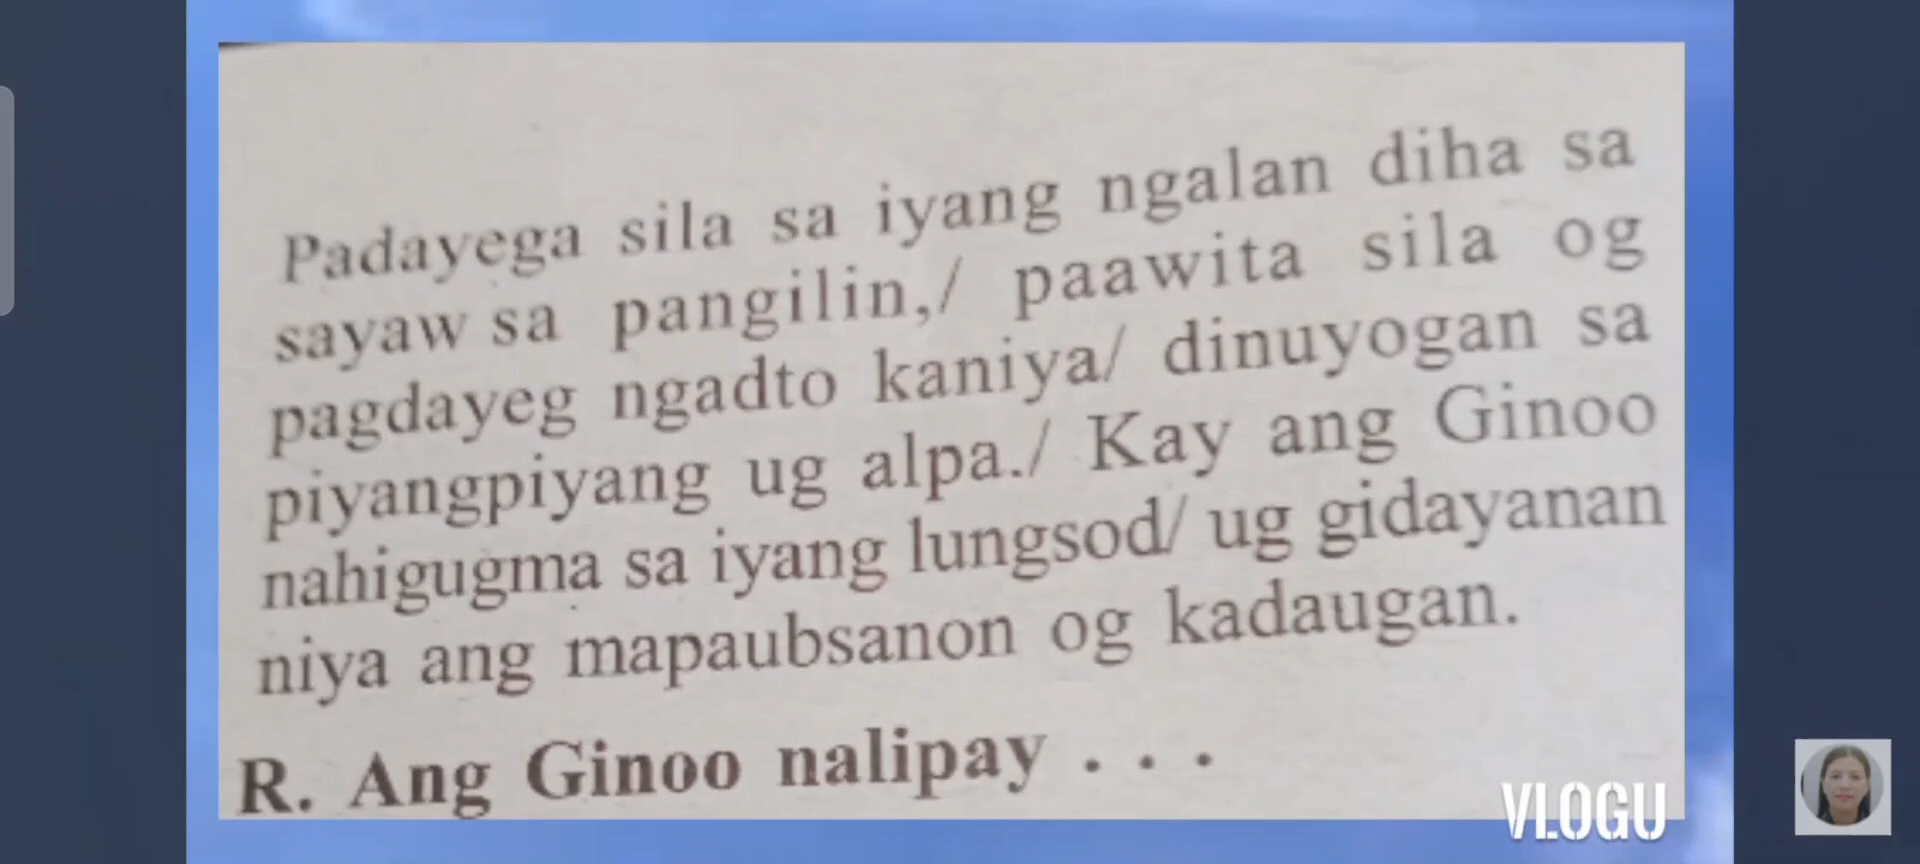 Padayega sila sa iyang ngalan diha sa
sayaw sa pangilin,/ paawita sila og
pagdayeg ngadto kaniya/ dinuyogan sa
piyangpiyang ug alpa./ Kay ang Ginoo
nahigugma sa iyang lungsod/ ug gidayanan
niya ang mapaubsanon og kadaugan.
R. Ang Ginoo nalipay . . .
VLOGU